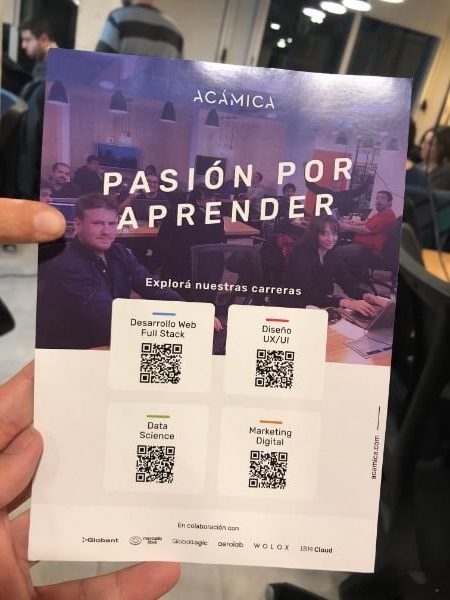 ACÁMICA
PASIÓN POR
APRENDER
Explorá nuestras carreras
Desarrollo Web
Full Stack
Diseño
UX/UI
Data
Science
Marketing
Digital
acamica.com
En colaboración con
Globant
mercado
libre
GlobalLogic
aerolab
WOLOX
IBM Cloud